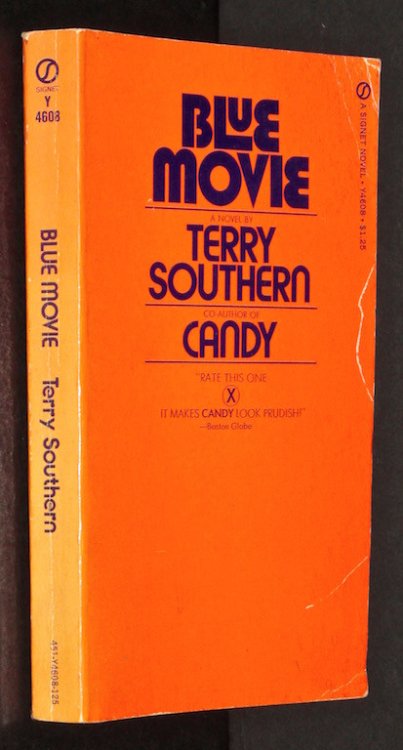 SIGNET
Y
4608
BLUE MOVIE Terry Southern
451-Y4608-125
BLUE
MOVIE
A NOVEL BY
TERRY
SOUTHERN
CO-AUTHOR OF
CANDY
"RATE THIS ONE
X
IT MAKES CANDY LOOK PRUDISH!"
—Boston Globe
A SIGNET NOVEL • Y4608 • $1.25